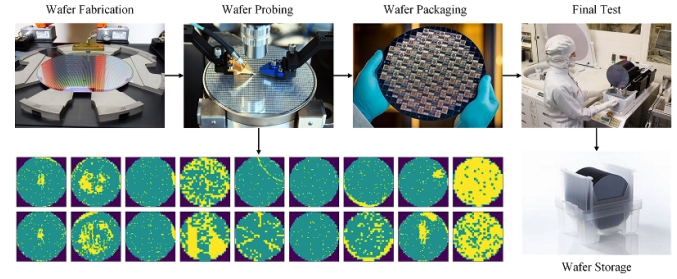 Wafer Fabrication
Wafer Probing
Wafer Packaging
Final Test
Wafer Storage